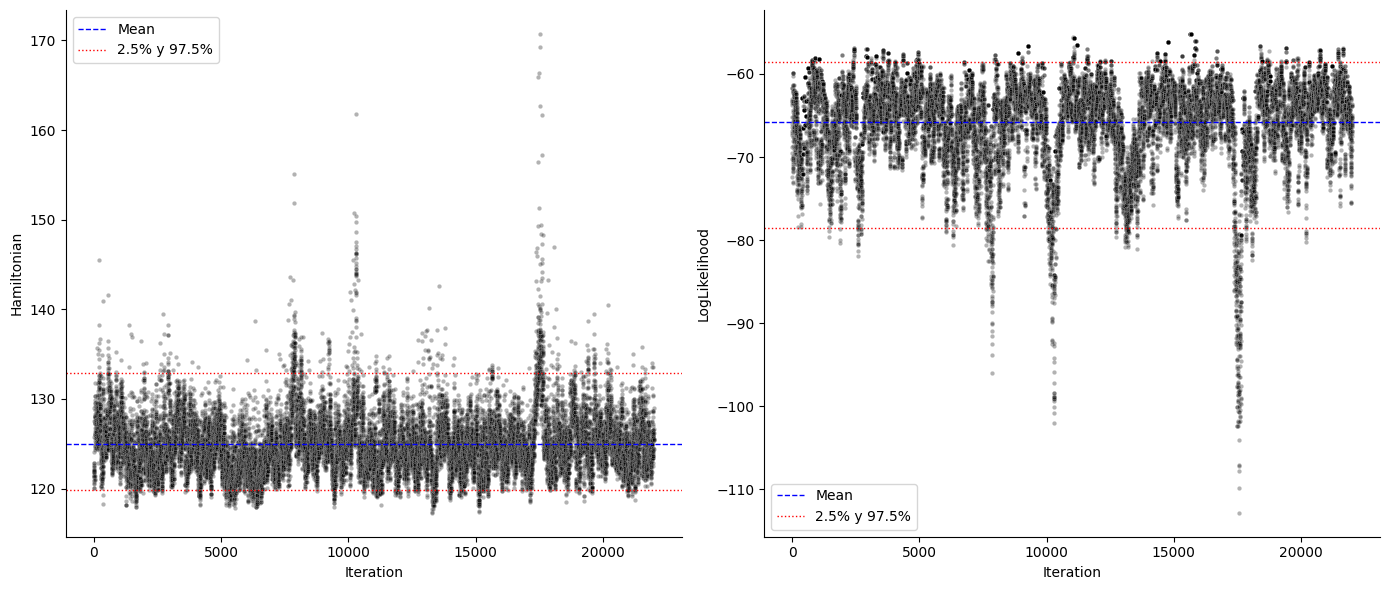 Mean
2.5% y 97.5%
170
160
150
140
130
120
Hamiltonian
0
5000
10000
15000
20000
Iteration
−60
−70
−80
−90
−100
−110
LogLikelihood
Mean
2.5% y 97.5%
0
5000
10000
15000
20000
Iteration